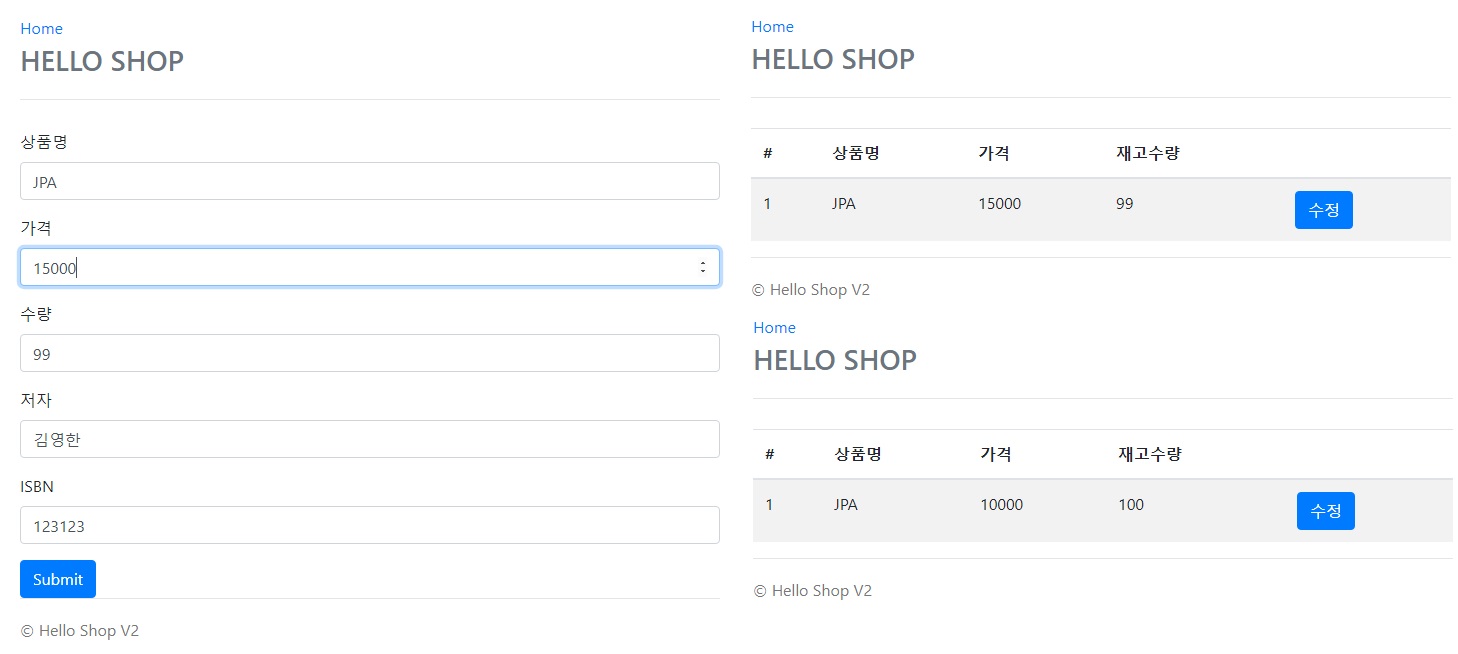 Home
HELLO SHOP
상품명
JPA
가격
15000
수량
99
저자
김영한
ISBN
123123
Submit
© Hello Shop V2
Home
HELLO SHOP
# 상품명 가격 재고수량
1 JPA 15000 99 수정
© Hello Shop V2
Home
HELLO SHOP
# 상품명 가격 재고수량
1 JPA 10000 100 수정
© Hello Shop V2